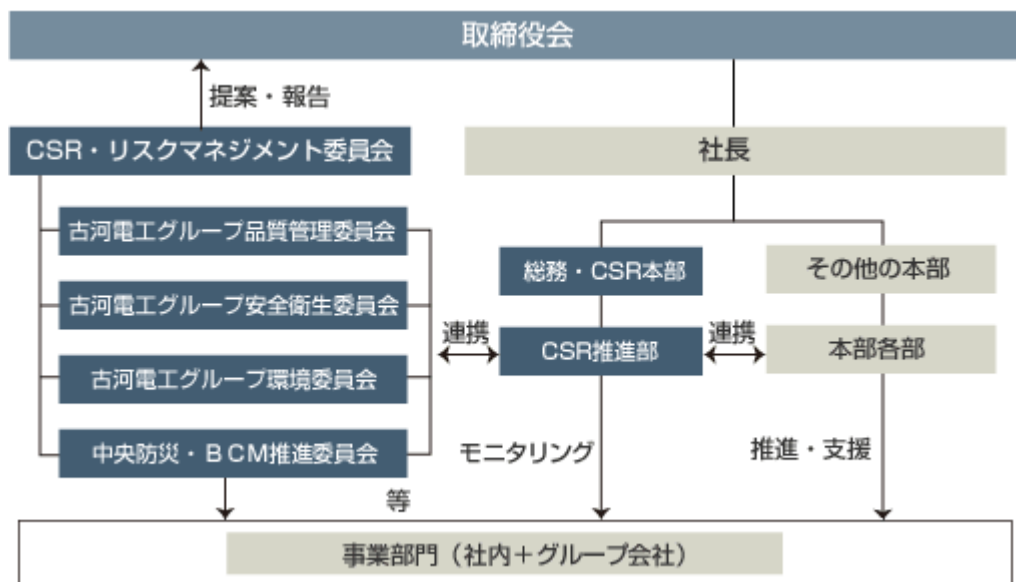 取締役会
提案・報告
CSR・リスクマネジメント委員会
社長
古河電工グループ品質管理委員会
総務・CSR本部
その他の本部
古河電工グループ安全衛生委員会
連携
CSR推進部
連携
本部各部
古河電工グループ環境委員会
中央防災・BCM推進委員会
モニタリング
推進・支援
等
事業部門（社内＋グループ会社）